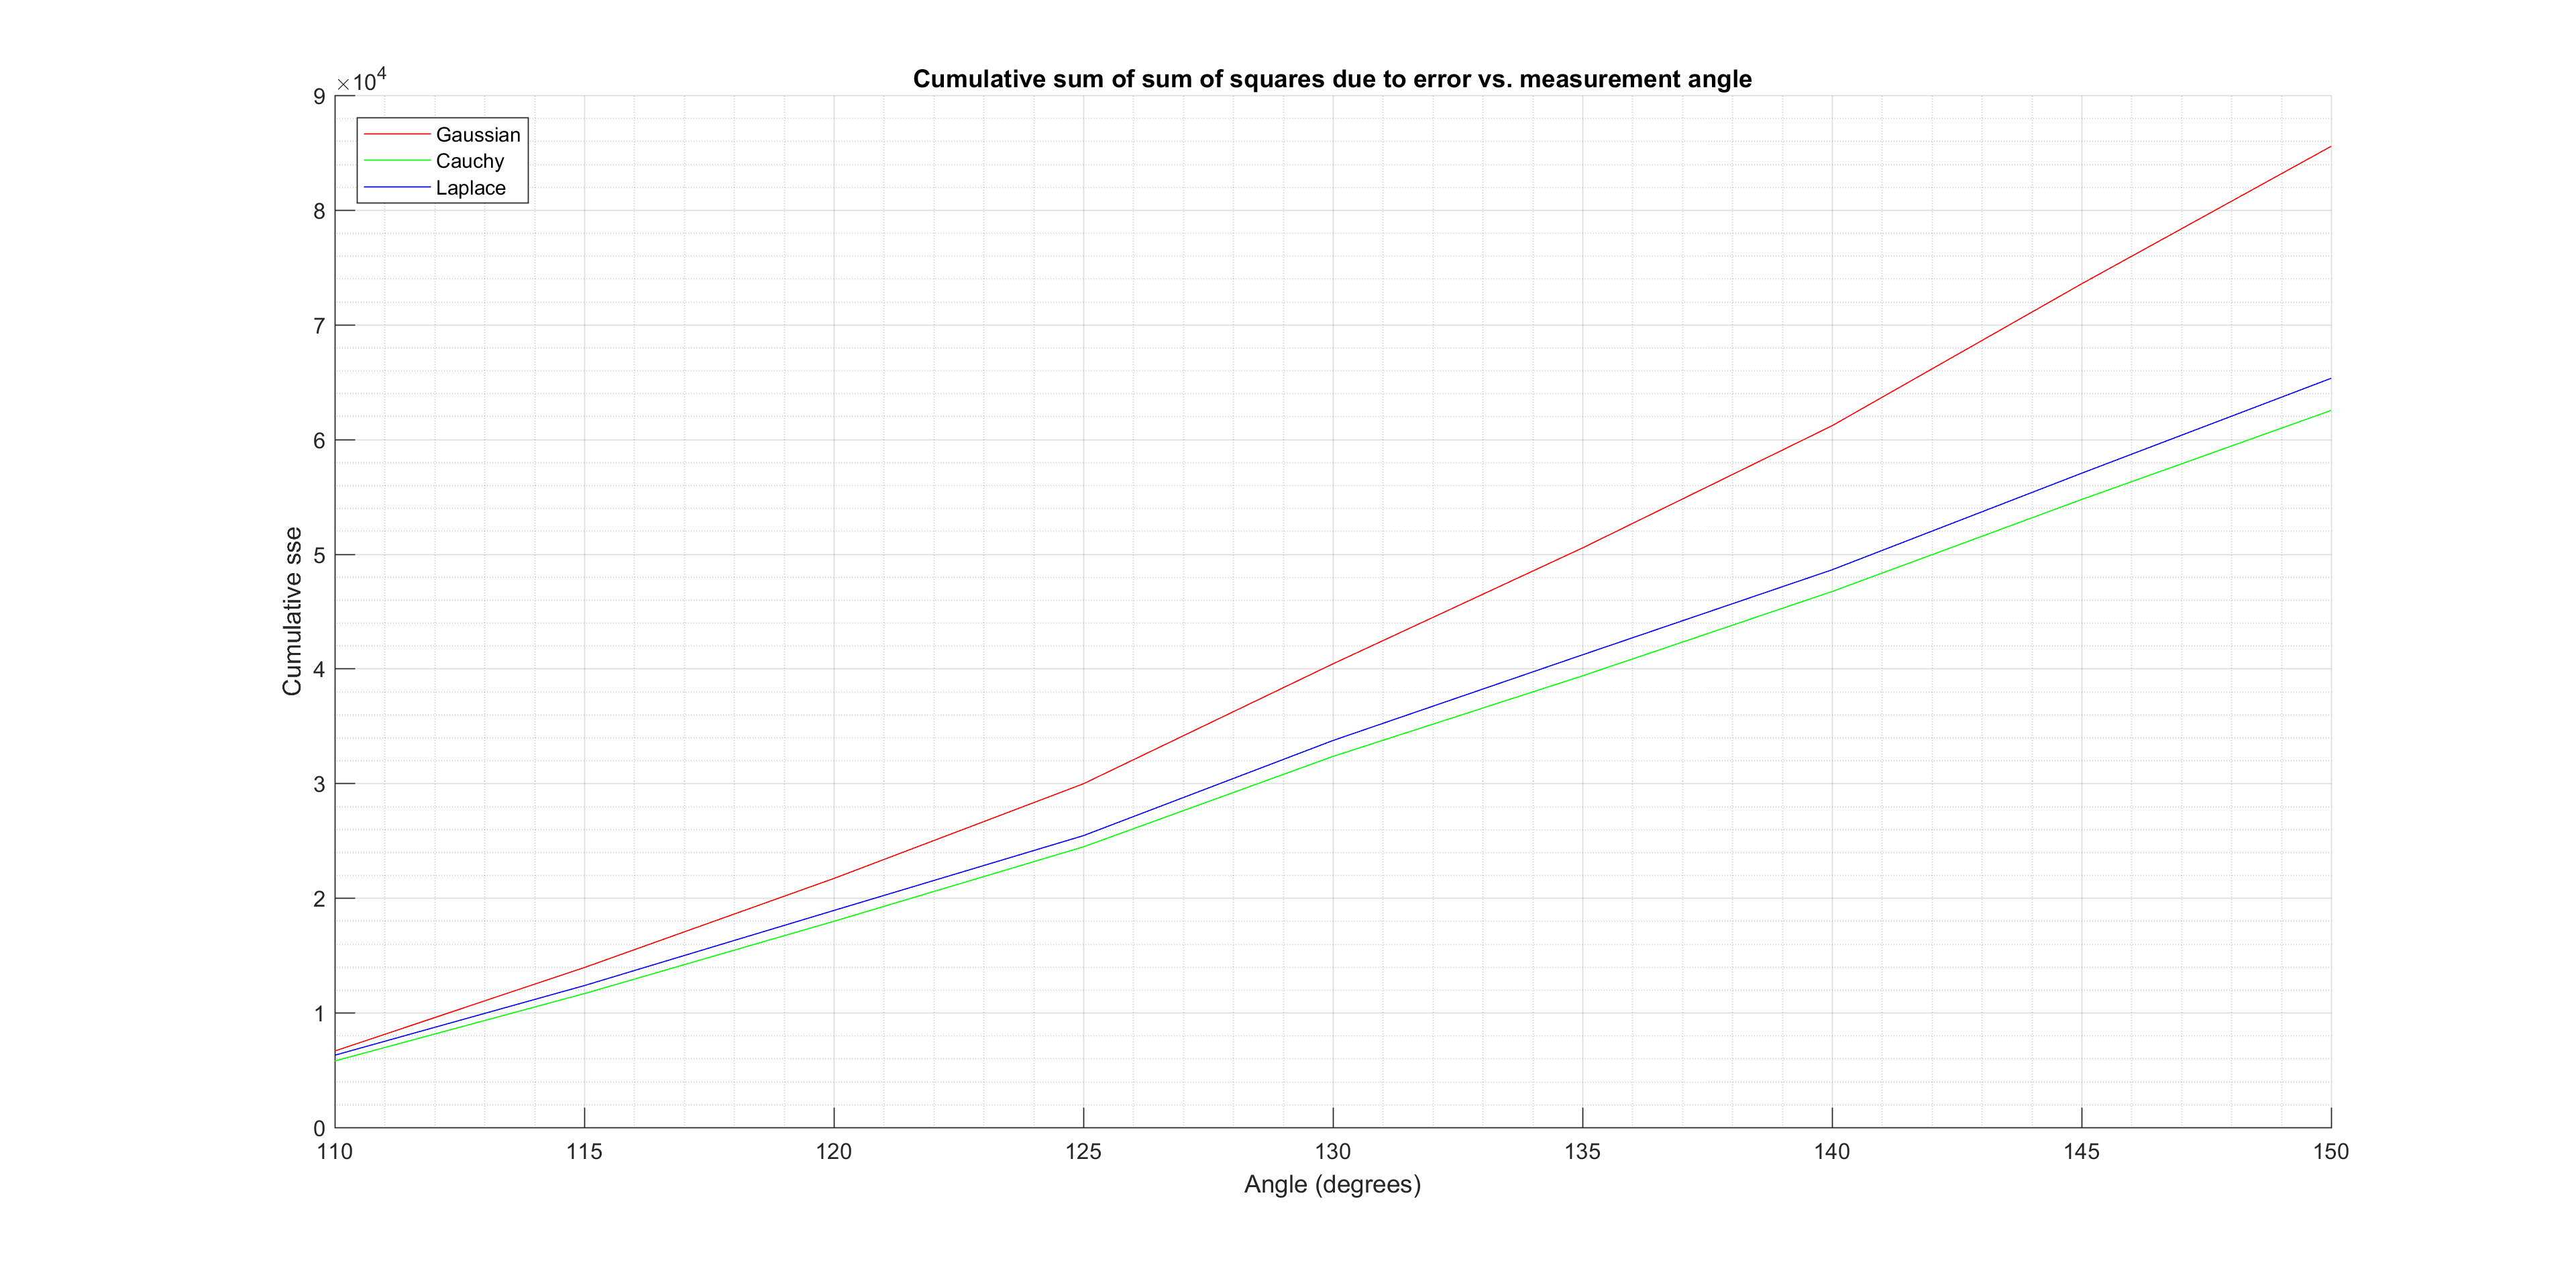 Cumulative sum of sum of squares due to error vs. measurement angle
×10⁴
9
8
7
6
5
4
3
2
1
0
Gaussian
Cauchy
Laplace
Cumulative sse
110 115 120 125 130 135 140 145 150
Angle (degrees)